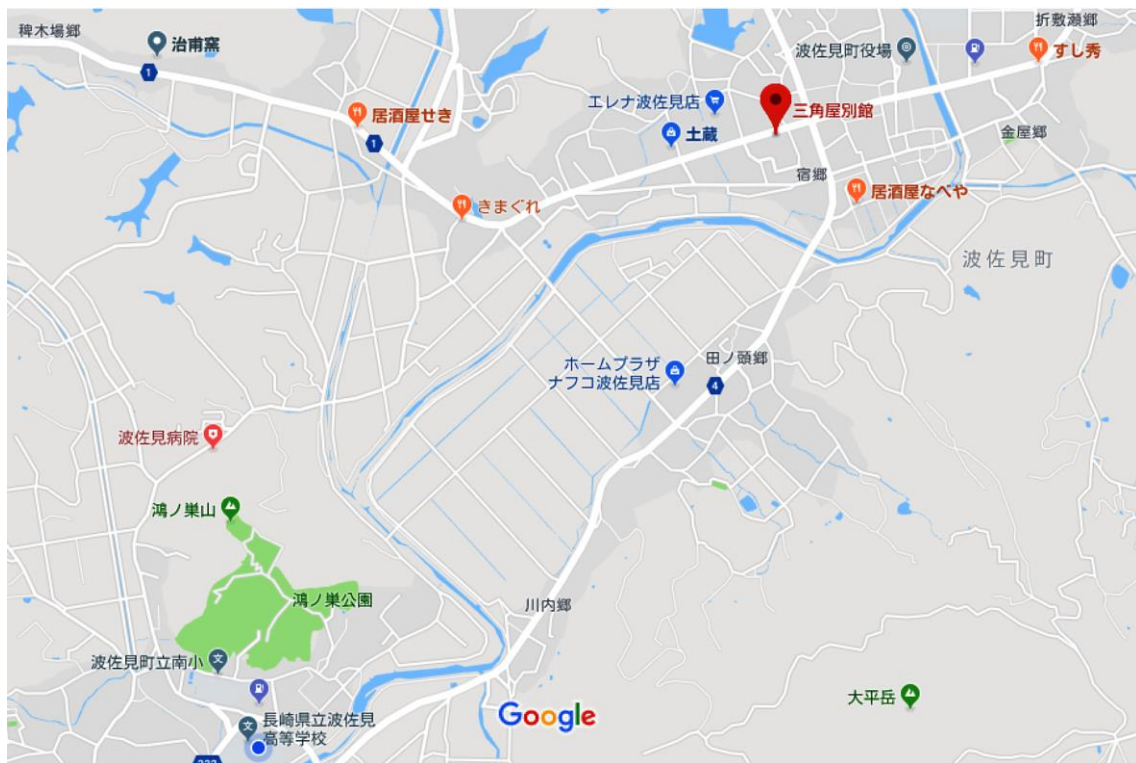 稗木場郷
治甫窯
1
居酒屋せき
1
きまぐれ
エレナ波佐見店
土蔵
三角屋別館
波佐見町役場
折敷瀬郷
すし秀
金屋郷
宿郷
居酒屋なべや
波佐見町
ホームプラザ
ナフコ波佐見店
田ノ頭郷
4
波佐見病院
鴻ノ巣山
鴻ノ巣公園
川内郷
波佐見町立南小
文
文
長崎県立波佐見
高等学校
大平岳
Google